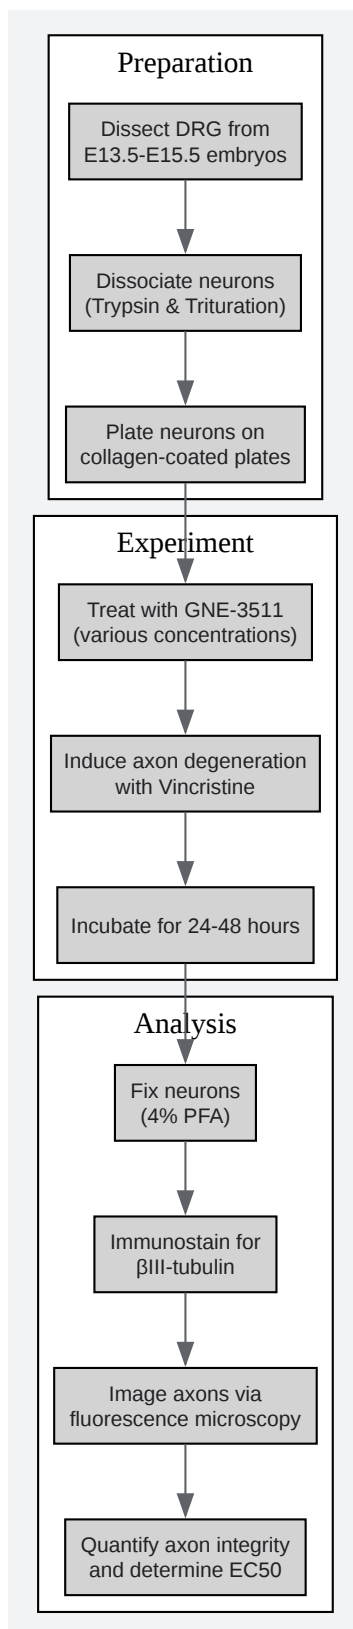 Preparation
Dissect DRG from
E13.5-E15.5 embryos
Dissociate neurons
(Trypsin & Trituration)
Plate neurons on
collagen-coated plates
Experiment
Treat with GNE-3511
(various concentrations)
Induce axon degeneration
with Vincristine
Incubate for 24-48 hours
Analysis
Fix neurons
(4% PFA)
Immunostain for
βIII-tubulin
Image axons via
fluorescence microscopy
Quantify axon integrity
and determine EC50